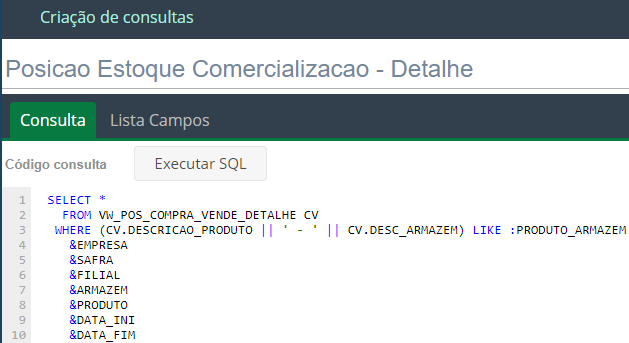 Criação de consultas
Posicao Estoque Comercializacao - Detalhe
Consulta Lista Campos
Código consulta Executar SQL
1 SELECT *
2 FROM VW_POS_COMPRA_VENDE_DETALHE CV
3 WHERE (CV.DESCRICAO_PRODUTO || ' - ' || CV.DESC_ARMAZEM) LIKE :PRODUTO_ARMAZEM
4 &EMPRESA
5 &SAFRA
6 &FILIAL
7 &ARMAZEM
8 &PRODUTO
9 &DATA_INI
10 &DATA_FIM